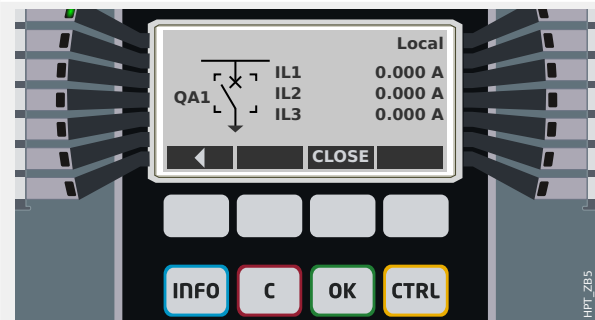 Local
IL1 0.000 A
QA1 IL2 0.000 A
IL3 0.000 A
CLOSE
INFO C OK CTRL
HPT_ZB5